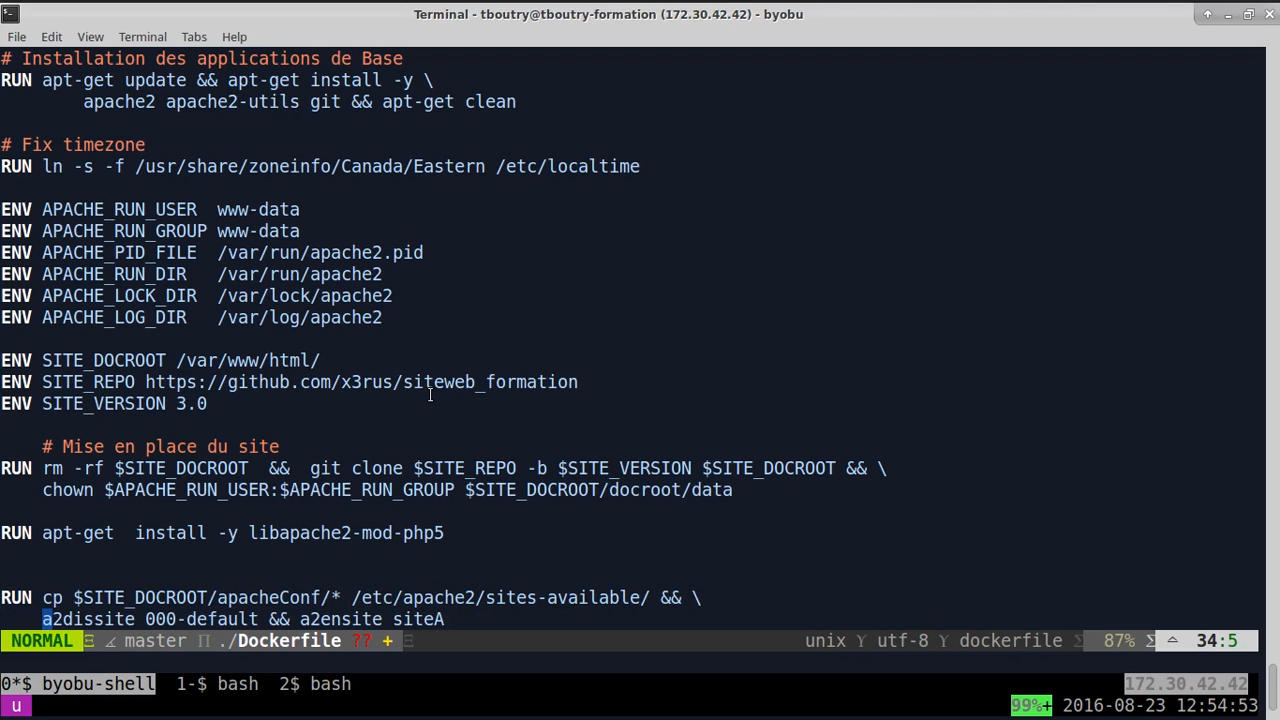 Terminal - tboutry@tboutry-formation (172.30.42.42) - byobu
File Edit View Terminal Tabs Help
# Installation des applications de Base
RUN apt-get update && apt-get install -y \
        apache2 apache2-utils git && apt-get clean
# Fix timezone
RUN ln -s -f /usr/share/zoneinfo/Canada/Eastern /etc/localtime
ENV APACHE_RUN_USER  www-data
ENV APACHE_RUN_GROUP www-data
ENV APACHE_PID_FILE  /var/run/apache2.pid
ENV APACHE_RUN_DIR   /var/run/apache2
ENV APACHE_LOCK_DIR  /var/lock/apache2
ENV APACHE_LOG_DIR   /var/log/apache2
ENV SITE_DOCROOT /var/www/html/
ENV SITE_REPO https://github.com/x3rus/siteweb_formation
ENV SITE_VERSION 3.0
    # Mise en place du site
RUN rm -rf $SITE_DOCROOT  &&  git clone $SITE_REPO -b $SITE_VERSION $SITE_DOCROOT && \
    chown $APACHE_RUN_USER:$APACHE_RUN_GROUP $SITE_DOCROOT/docroot/data
RUN apt-get  install -y libapache2-mod-php5
RUN cp $SITE_DOCROOT/apacheConf/* /etc/apache2/sites-available/ && \
    a2dissite 000-default && a2ensite siteA
NORMAL Ξ ∡ master Π ./Dockerfile ?? + Ξ unix ϒ utf-8 ϒ dockerfile Σ 87% Σ 34:5
0*$ byobu-shell  1-$ bash  2$ bash 172.30.42.42
u 99%+ 2016-08-23 12:54:53